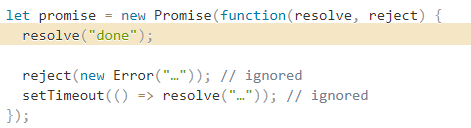 let promise = new Promise(function(resolve, reject) {
  resolve("done");

  reject(new Error("…")); // ignored
  setTimeout(() => resolve("…")); // ignored
});